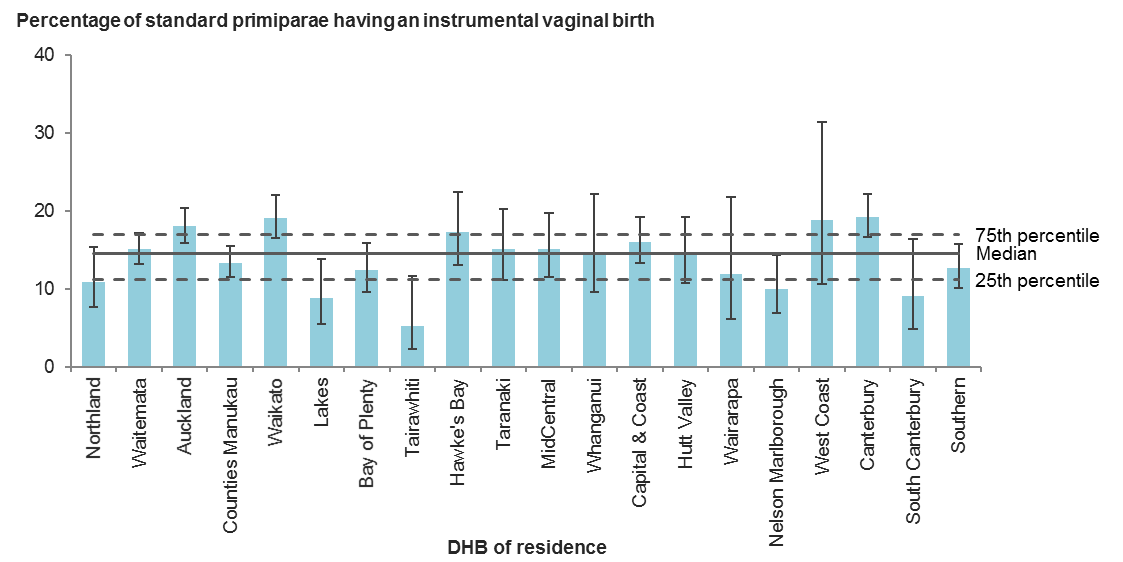 Percentage of standard primiparae having an instrumental vaginal birth
40
30
20
10
0
75th percentile
Median
25th percentile
Northland
Waitemata
Auckland
Counties Manukau
Waikato
Lakes
Bay of Plenty
Tairawhiti
Hawke's Bay
Taranaki
MidCentral
Whanganui
Capital & Coast
Hutt Valley
Wairarapa
Nelson Marlborough
West Coast
Canterbury
South Canterbury
Southern
DHB of residence